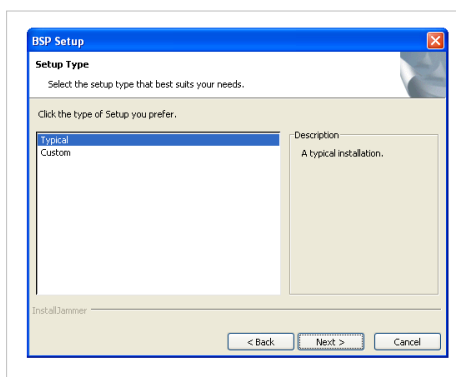 BSP Setup
Setup Type
Select the setup type that best suits your needs.
Click the type of Setup you prefer.
Typical
Custom
Description
A typical installation.
InstallJammer
< Back
Next >
Cancel